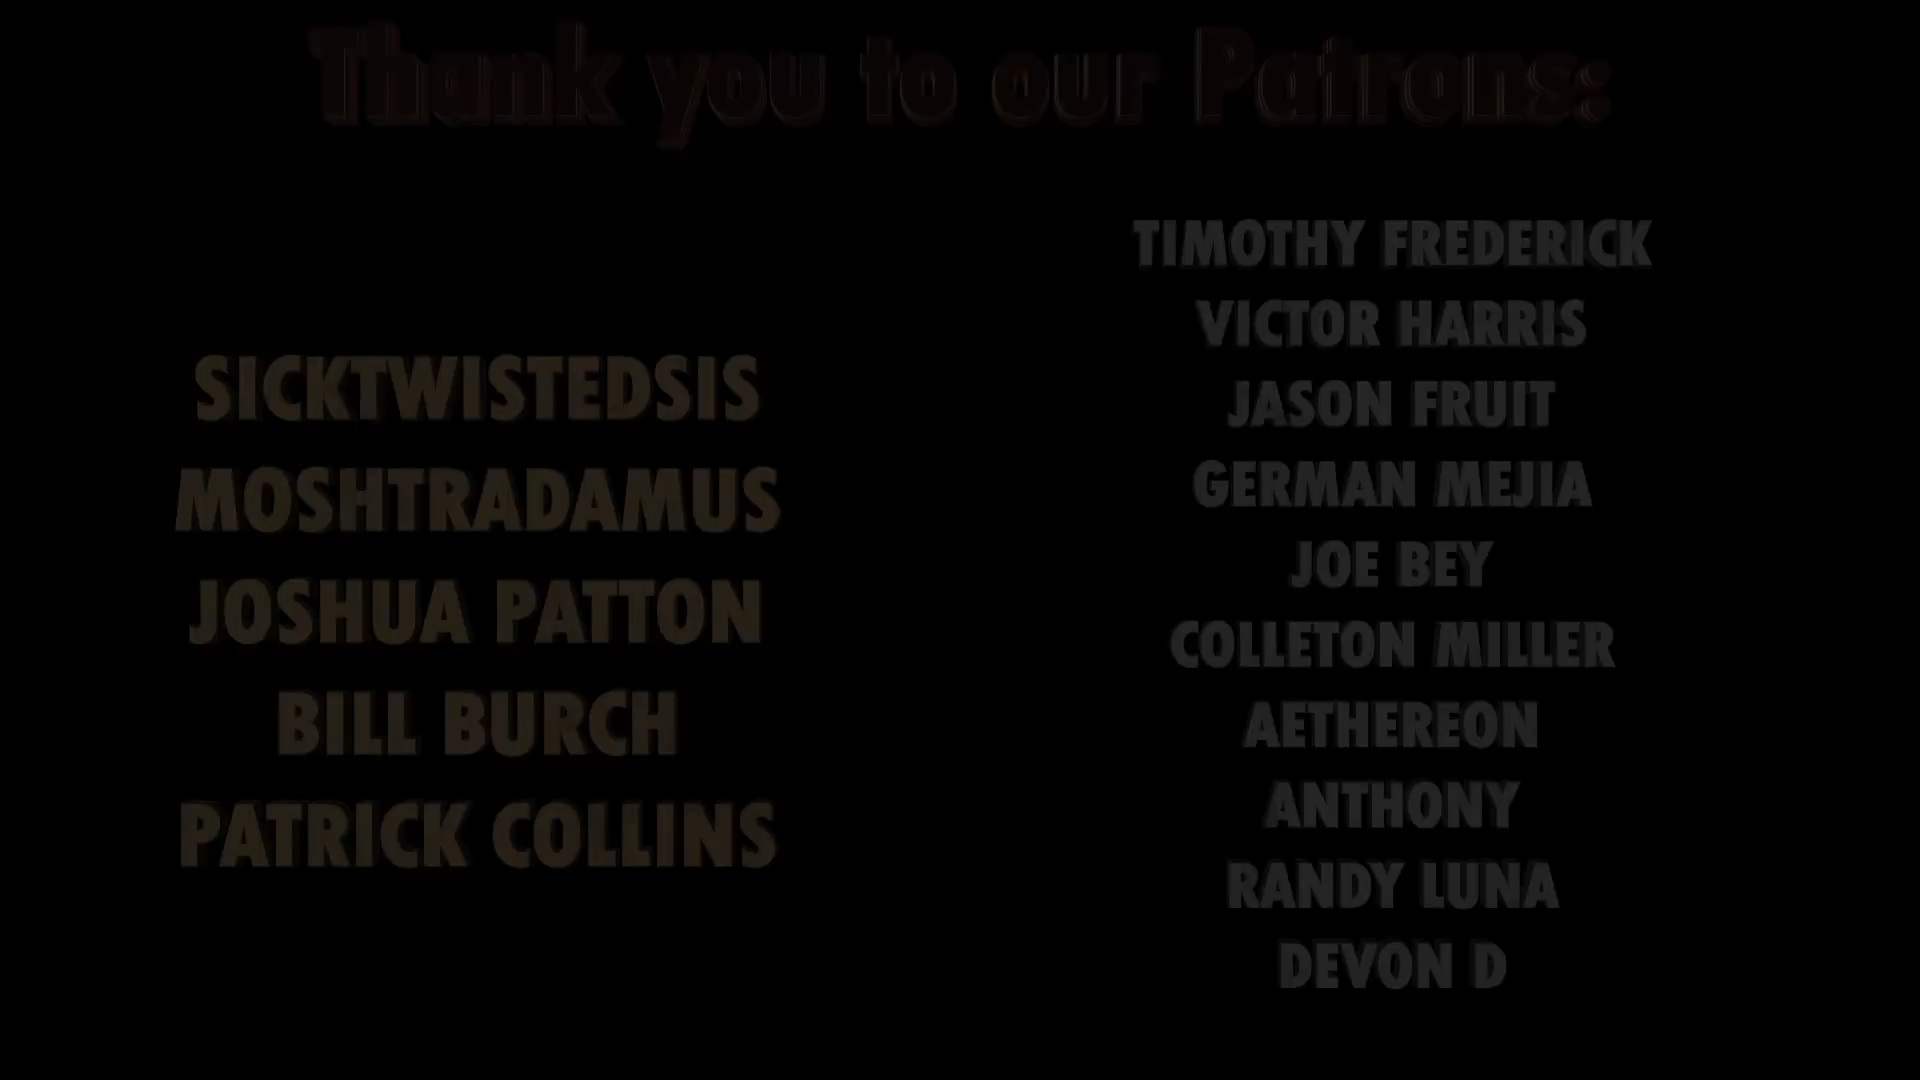 Thank you to our Patrons:
SICKTWISTEDSIS
MOSHTRADAMUS
JOSHUA PATTON
BILL BURCH
PATRICK COLLINS
TIMOTHY FREDERICK
VICTOR HARRIS
JASON FRUIT
GERMAN MEJIA
JOE BEY
COLLETON MILLER
AETHEREON
ANTHONY
RANDY LUNA
DEVON D